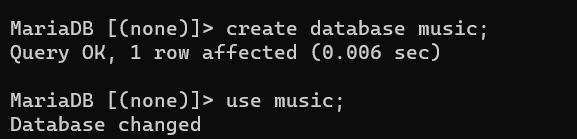 MariaDB [(none)]> create database music;
Query OK, 1 row affected (0.006 sec)
MariaDB [(none)]> use music;
Database changed